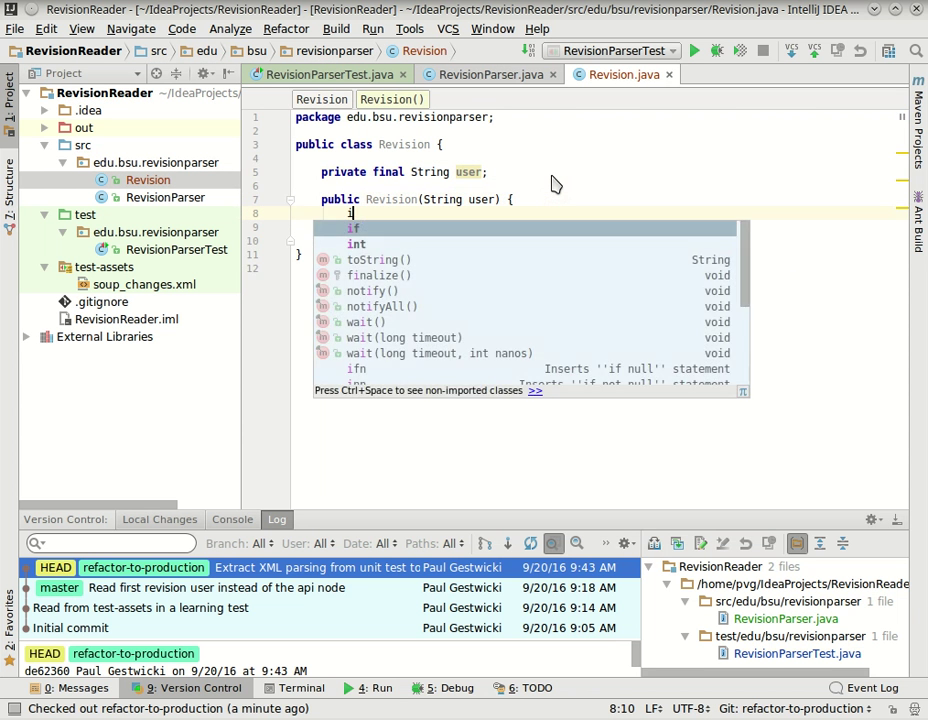 RevisionReader - [~/IdeaProjects/RevisionReader] - [RevisionReader] - ~/IdeaProjects/RevisionReader/src/edu/bsu/revisionparser/Revision.java - IntelliJ IDEA ...
File Edit View Navigate Code Analyze Refactor Build Run Tools VCS Window Help
RevisionReader src edu bsu revisionparser Revision RevisionParserTest VCS VCS
Project RevisionParserTest.java RevisionParser.java Revision.java
RevisionReader ~/IdeaProjects/
.idea
out
src
edu.bsu.revisionparser
Revision
RevisionParser
test
edu.bsu.revisionparser
RevisionParserTest
test-assets
soup_changes.xml
.gitignore
RevisionReader.iml
External Libraries
1: Project
7: Structure
2: Favorites
Revision Revision()
1 package edu.bsu.revisionparser;
2
3 public class Revision {
4
5 private final String user;
6
7 public Revision(String user) {
8 i
9
10
11 }
12
if
int
toString() String
finalize() void
notify() void
notifyAll() void
wait() void
wait(long timeout) void
wait(long timeout, int nanos) void
ifn Inserts ''if null'' statement
inn Inserts ''if not null'' statement
Press Ctrl+Space to see non-imported classes >> π
Maven Projects
Ant Build
Version Control: Local Changes Console Log
Branch: All User: All Date: All Paths: All
HEAD refactor-to-production Extract XML parsing from unit test to Paul Gestwicki 9/20/16 9:43 AM
master Read first revision user instead of the api node Paul Gestwicki 9/20/16 9:18 AM
Read from test-assets in a learning test Paul Gestwicki 9/20/16 9:14 AM
Initial commit Paul Gestwicki 9/20/16 9:05 AM
HEAD refactor-to-production
de62360 Paul Gestwicki on 9/20/16 at 9:43 AM
RevisionReader 2 files
/home/pvg/IdeaProjects/RevisionReade
src/edu/bsu/revisionparser 1 file
RevisionParser.java
test/edu/bsu/revisionparser 1 file
RevisionParserTest.java
0: Messages 9: Version Control Terminal 4: Run 5: Debug 6: TODO Event Log
Checked out refactor-to-production (a minute ago) 8:10 LF UTF-8 Git: refactor-to-production